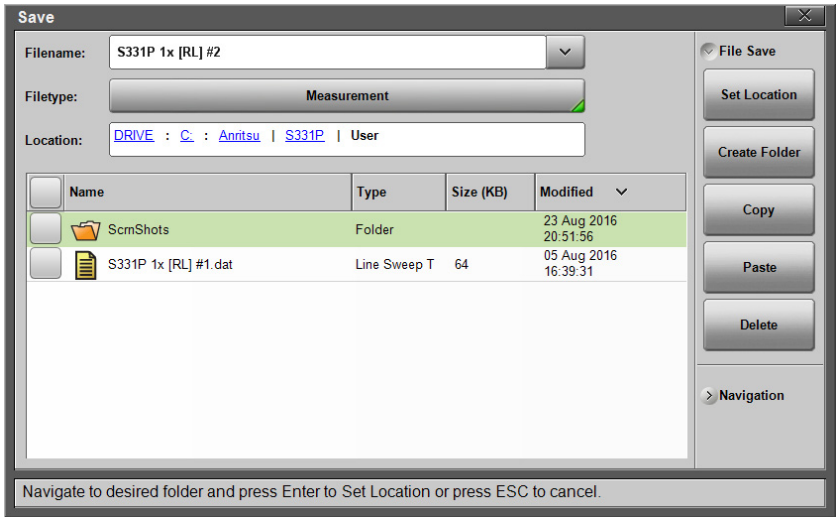 Save
Filename: S331P 1x [RL] #2
File Save
Filetype: Measurement
Set Location
Location: DRIVE : C: : Anritsu | S331P | User
Create Folder
Name Type Size (KB) Modified
Copy
ScrnShots Folder 23 Aug 2016
20:51:56
S331P 1x [RL] #1.dat Line Sweep T 64 05 Aug 2016
16:39:31
Paste
Delete
Navigation
Navigate to desired folder and press Enter to Set Location or press ESC to cancel.